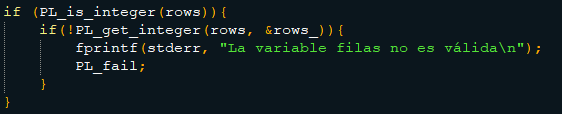 if (PL_is_integer(rows)){
if(!PL_get_integer(rows, &rows_)){
fprintf(stderr, "La variable filas no es válida\n");
PL_fail;
}
}